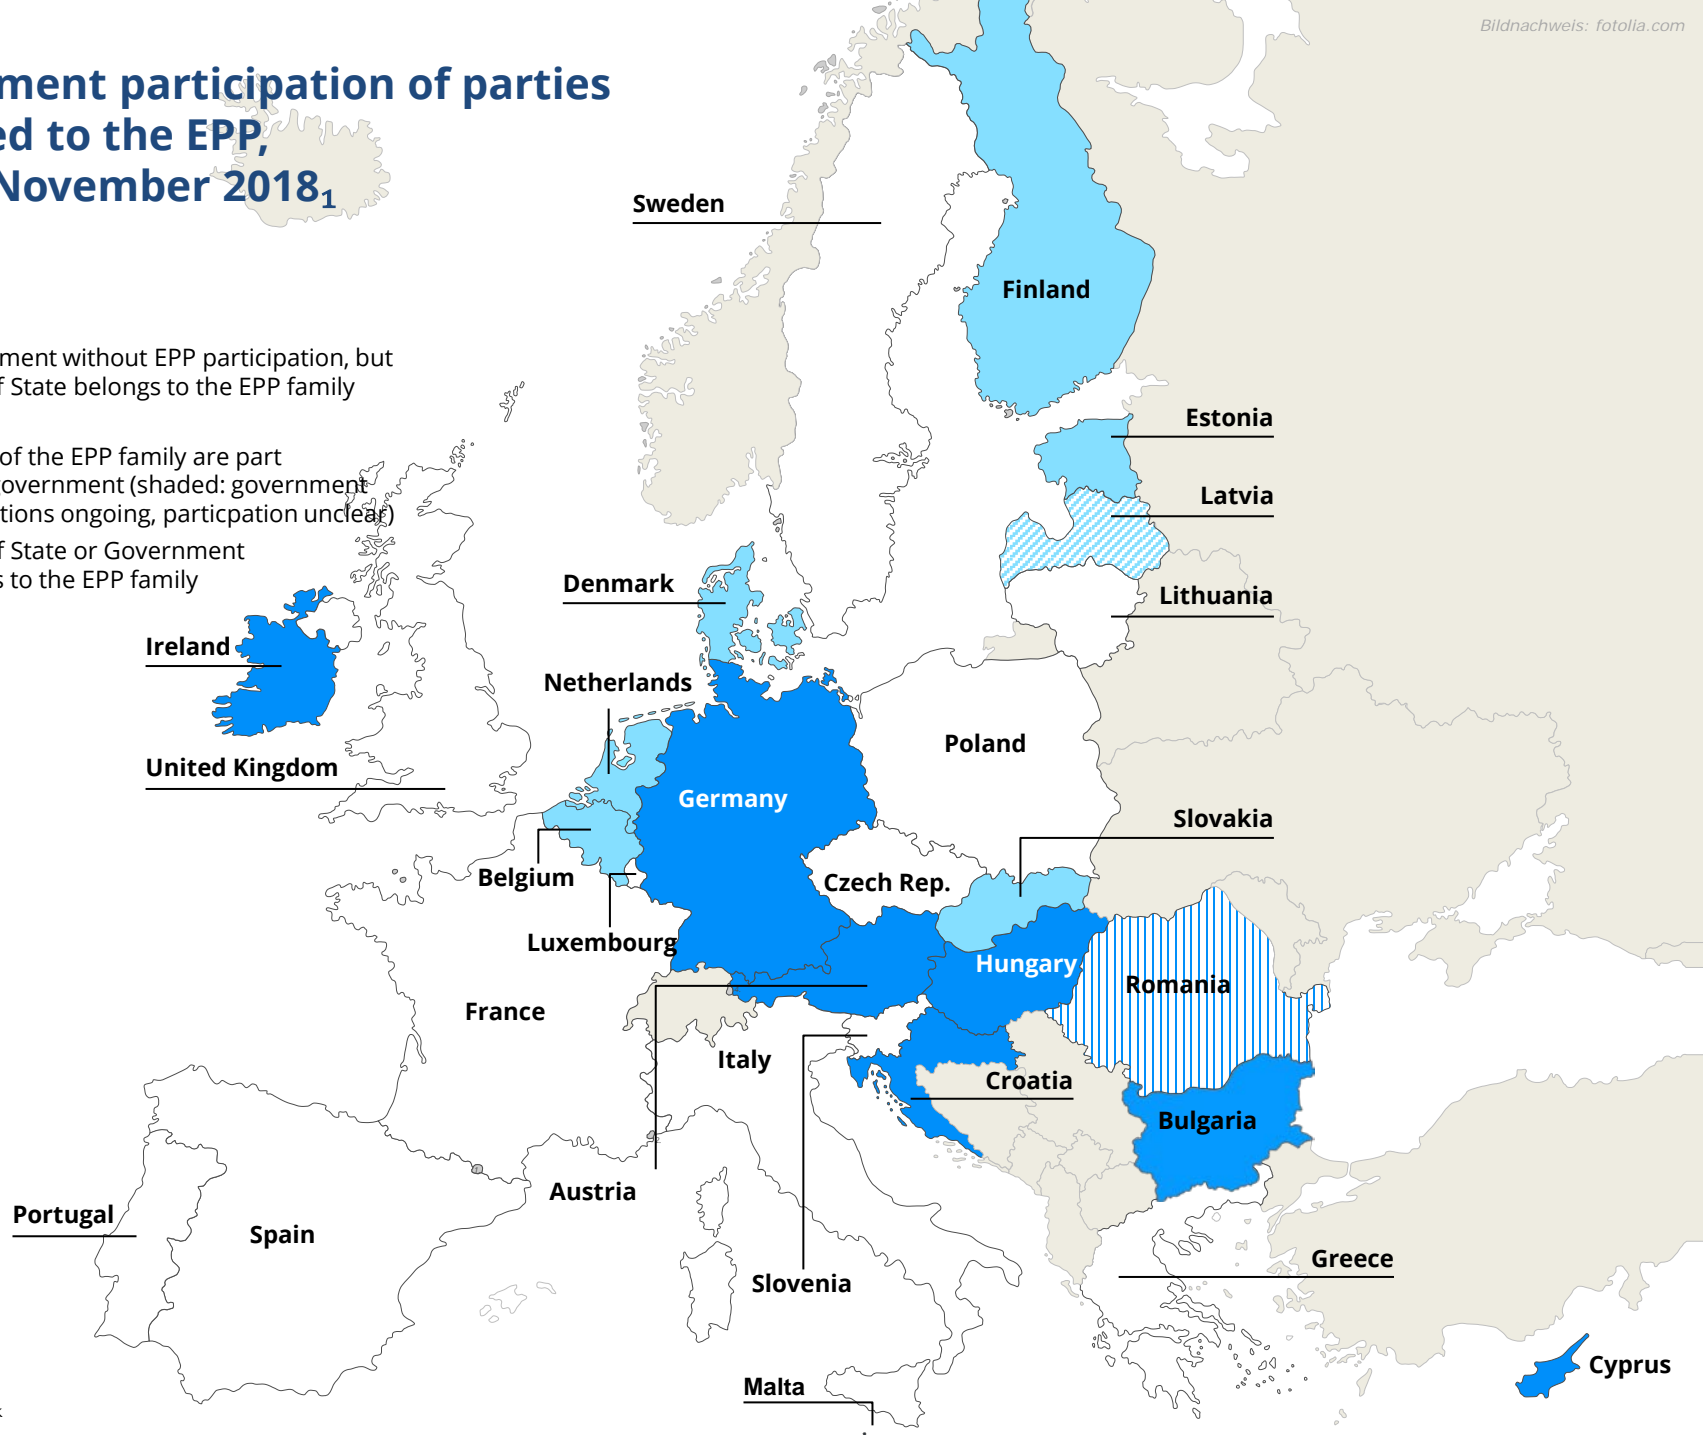 Bildnachweis: fotolia.com
ment participation of parties
ed to the EPP,
November 2018₁
ment without EPP participation, but
f State belongs to the EPP family
of the EPP family are part
government (shaded: government
tions ongoing, particpation unclear)
f State or Government
s to the EPP family
Sweden
Finland
Estonia
Latvia
Lithuania
Denmark
Ireland
Netherlands
United Kingdom
Poland
Germany
Slovakia
Belgium
Czech Rep.
Luxembourg
Hungary
Romania
France
Italy
Croatia
Bulgaria
Austria
Portugal
Spain
Slovenia
Greece
Malta
Cyprus